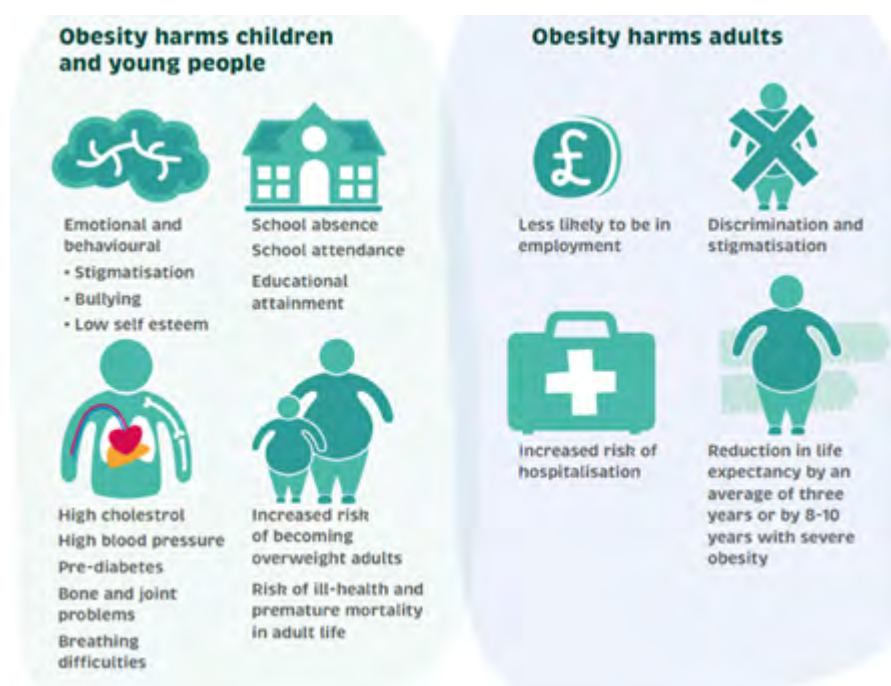 Obesity harms children
and young people
Emotional and
behavioural
• Stigmatisation
• Bullying
• Low self esteem
School absence
School attendance
Educational
attainment
High cholestrol
High blood pressure
Pre-diabetes
Bone and joint
problems
Breathing
difficulties
Increased risk
of becoming
overweight adults
Risk of ill-health and
premature mortality
in adult life
Obesity harms adults
£
Less likely to be in
employment
Discrimination and
stigmatisation
Increased risk of
hospitalisation
Reduction in life
expectancy by an
average of three
years or by 8-10
years with severe
obesity